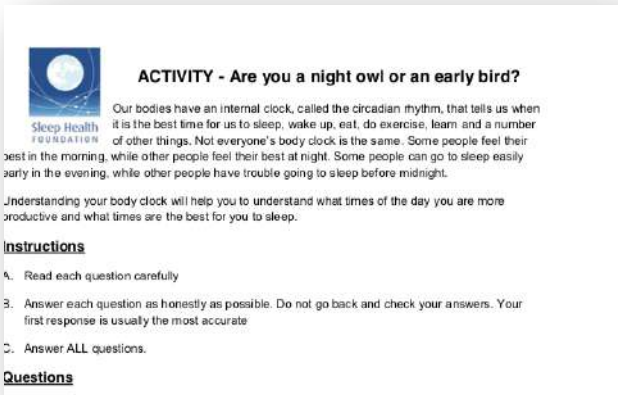 ACTIVITY - Are you a night owl or an early bird?
Our bodies have an internal clock, called the circadian rhythm, that tells us when
Sleep Health
it is the best time for us to sleep, wake up, eat, do exercise, learn and a number
FOUNDATION
of other things. Not everyone's body clock is the same. Some people feel their
best in the morning, while other people feel their best at night. Some people can go to sleep easily
early in the evening, while other people have trouble going to sleep before midnight.
Understanding your body clock will help you to understand what times of the day you are more
productive and what times are the best for you to sleep.
Instructions
A. Read each question carefully
B. Answer each question as honestly as possible. Do not go back and check your answers. Your
first response is usually the most accurate
C. Answer ALL questions.
Questions